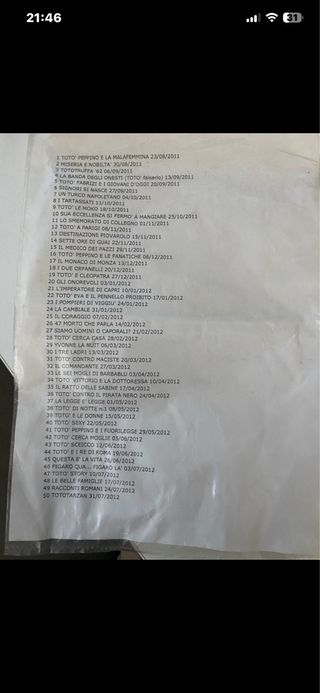 21:46
31
1 TOTO' PEPPINO E LA MALAFEMMINA 23/08/2011
2 MISERIA E NOBILTA' 30/08/2011
3 TOTOTRUFFA '62 06/09/2011
4 LA BANDA DEGLI ONESTI (TOTO' falsario) 13/09/2011
5 TOTO' FABRIZI E I GIOVANI D'OGGI 20/09/2011
6 SIGNORI SI NASCE 27/09/2011
7 UN TURCO NAPOLETANO 04/10/2011
8 I TARTASSATI 11/10/2011
9 TOTO' LE MOKO 18/10/2011
10 SUA ECCELLENZA SI FERMO' A MANGIARE 25/10/2011
11 LO SMEMORATO DI COLLEGNO 01/11/2011
12 TOTO' A PARIGI 08/11/2011
13 DESTINAZIONE PIOVAROLO 15/11/2011
14 SETTE ORE DI GUAI 22/11/2011
15 IL MEDICO DEI PAZZI 29/11/2011
16 TOTO' PEPPINO E LE FANATICHE 06/12/2011
17 IL MONACO DI MONZA 13/12/2011
18 I DUE ORFANELLI 20/12/2011
19 TOTO' E CLEOPATRA 27/12/2011
20 GLI ONOREVOLI 03/01/2012
21 L'IMPERATORE DI CAPRI 10/01/2012
22 TOTO' EVA E IL PENNELLO PROIBITO 17/01/2012
23 I POMPIERI DI VIGGIU' 24/01/2012
24 LA CAMBIALE 31/01/2012
25 IL CORAGGIO 07/02/2012
26 47 MORTO CHE PARLA 14/02/2012
27 SIAMO UOMINI O CAPORALI? 21/02/2012
28 TOTO' CERCA CASA 28/02/2012
29 YVONNE LA NUIT 06/03/2012
30 I TRE LADRI 13/03/2012
31 TOTO' CONTRO MACISTE 20/03/2012
32 IL COMANDANTE 27/03/2012
33 LE SEI MOGLI DI BARBABLU 03/04/2012
34 TOTO' VITTORIO E LA DOTTORESSA 10/04/2012
35 IL RATTO DELLE SABINE 17/04/2012
36 TOTO' CONTRO IL PIRATA NERO 24/04/2012
37 LA LEGGE E' LEGGE 01/05/2012
38 TOTO' DI NOTTE n.1 08/05/2012
39 TOTO' E LE DONNE 15/05/2012
40 TOTO' SEXY 22/05/2012
41 TOTO' PEPPINO E I FUORILEGGE 29/05/2012
42 TOTO' CERCA MOGLIE 05/06/2012
43 TOTO' SCEICCO 12/06/2012
44 TOTO' E I RE DI ROMA 19/06/2012
45 QUESTA E' LA VITA 26/06/2012
46 FIGARO QUA... FIGARO LA' 03/07/2012
47 TOTO' STORY 10/07/2012
48 LE BELLE FAMIGLIE 17/07/2012
49 RACCONTI ROMANI 24/07/2012
50 TOTOTARZAN 31/07/2012